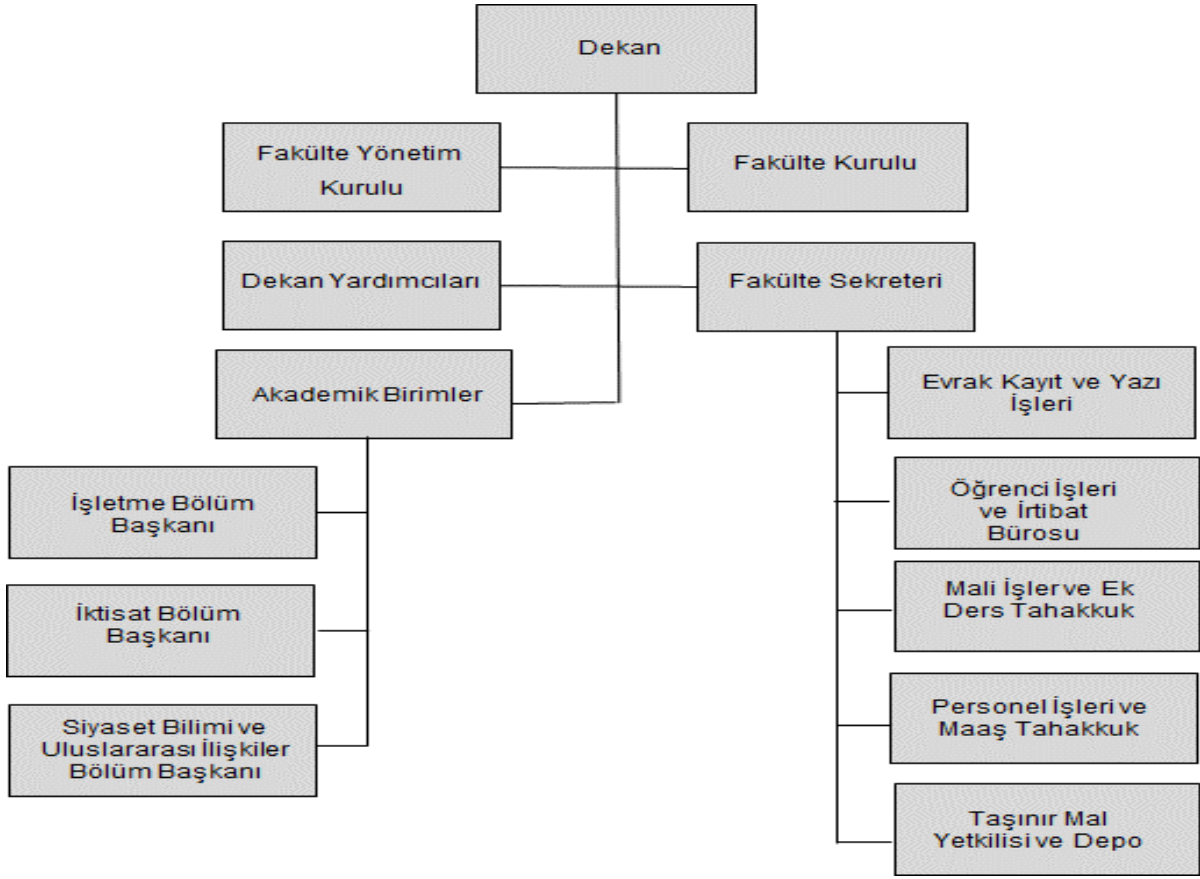 Dekan
Fakülte Yönetim
Kurulu
Fakülte Kurulu
Dekan Yardımcıları
Fakülte Sekreteri
Akademik Birimler
Evrak Kayıt ve Yazı
İşleri
İşletme Bölüm
Başkanı
Öğrenci İşleri
ve İrtibat
Bürosu
İktisat Bölüm
Başkanı
Mali İşler ve Ek
Ders Tahakkuk
Siyaset Bilimi ve
Uluslararası İlişkiler
Bölüm Başkanı
Personel İşleri ve
Maaş Tahakkuk
Taşınır Mal
Yetkilisi ve Depo